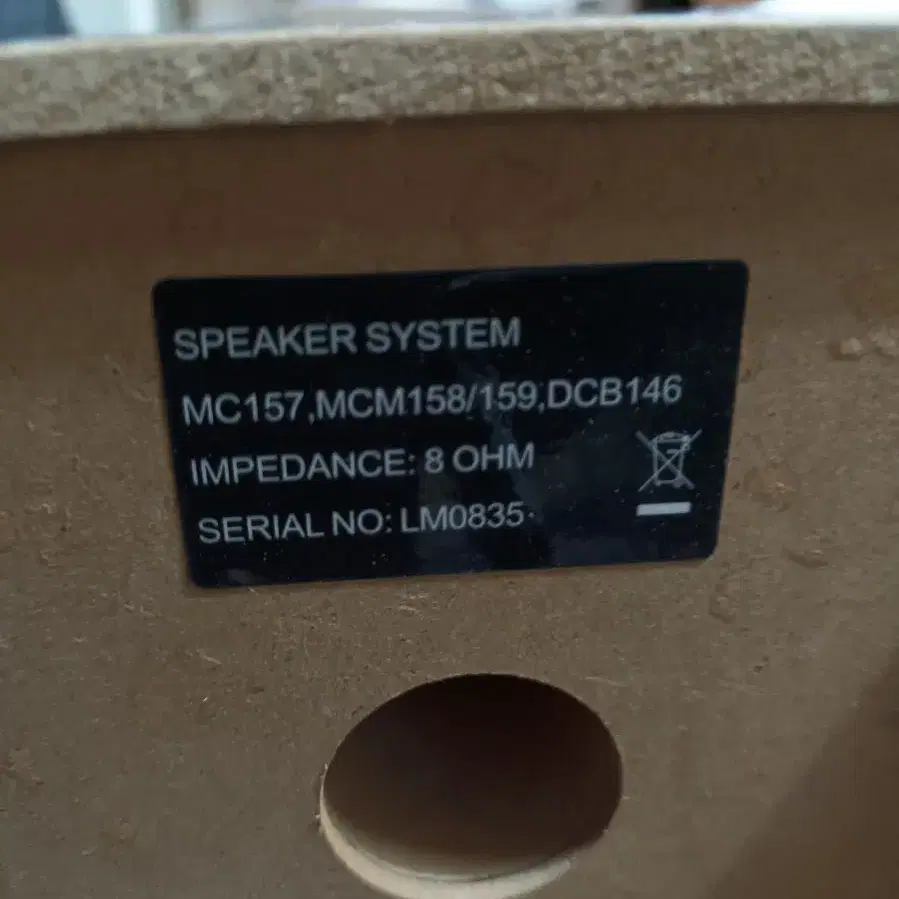 SPEAKER SYSTEM
MC157,MCM158/159,DCB146
IMPEDANCE: 8 OHM
SERIAL NO: LM0835